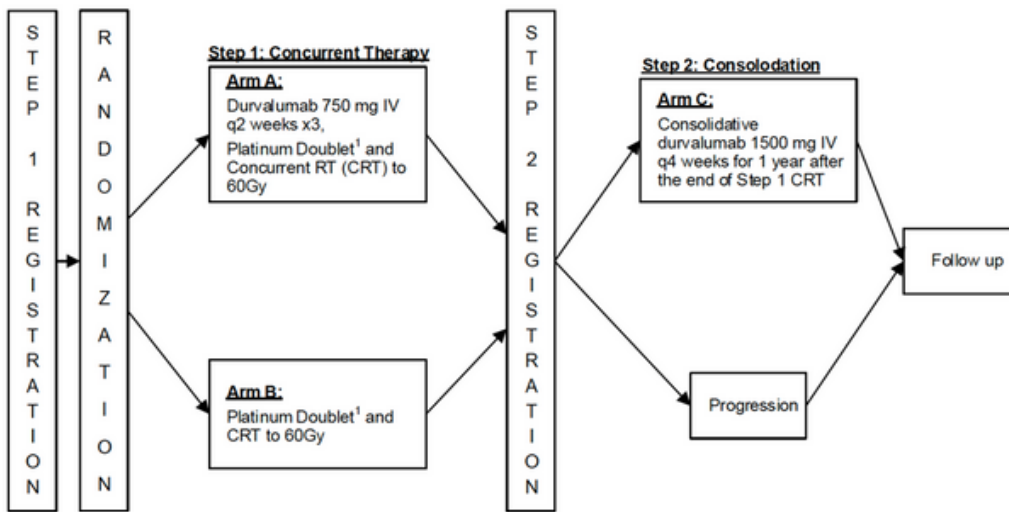 STEP 1 REGISTRATION
RANDOMIZATION
Step 1: Concurrent Therapy
Arm A:
Durvalumab 750 mg IV
q2 weeks x3,
Platinum Doublet¹ and
Concurrent RT (CRT) to
60Gy
Arm B:
Platinum Doublet¹ and
CRT to 60Gy
STEP 2 REGISTRATION
Step 2: Consolodation
Arm C:
Consolidative
durvalumab 1500 mg IV
q4 weeks for 1 year after
the end of Step 1 CRT
Progression
Follow up